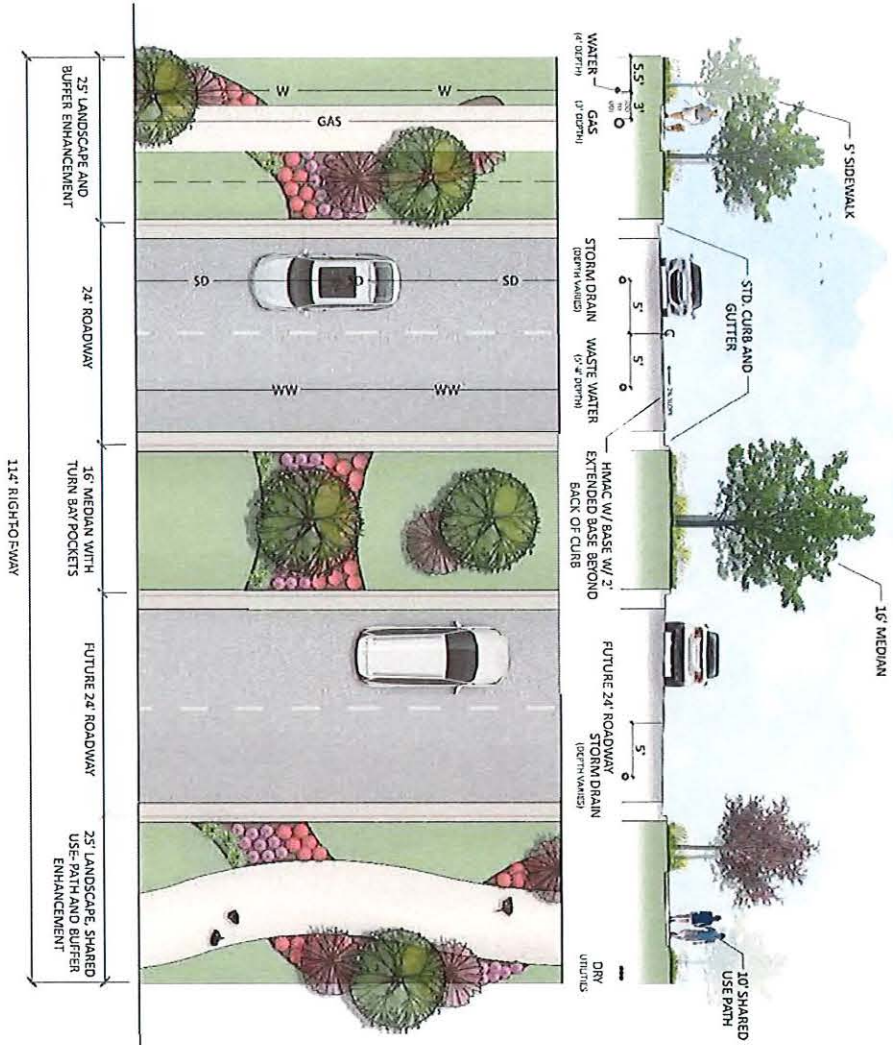 5' SIDEWALK
STD. CURB AND
GUTTER
16' MEDIAN
10' SHARED
USE PATH
5.5'
3'
G
2% SLOPE
WATER
(4' DEPTH)
GAS
(3' DEPTH)
STORM DRAIN
(DEPTH VARIES)
5'
5'
WASTE WATER
HMAC W/ BASE W/ 2'
EXTENDED BASE BEYOND
BACK OF CURB
FUTURE 24' ROADWAY
STORM DRAIN
(DEPTH VARIES)
5'
DRY
UTILITIES
W
W
GAS
SD
SD
SD
WW
WW
25' LANDSCAPE AND
BUFFER ENHANCEMENT
24' ROADWAY
16' MEDIAN WITH
TURN BAY POCKETS
FUTURE 24' ROADWAY
25' LANDSCAPE, SHARED
USE- PATH AND BUFFER
ENHANCEMENT
114' RIGHT-OF-WAY